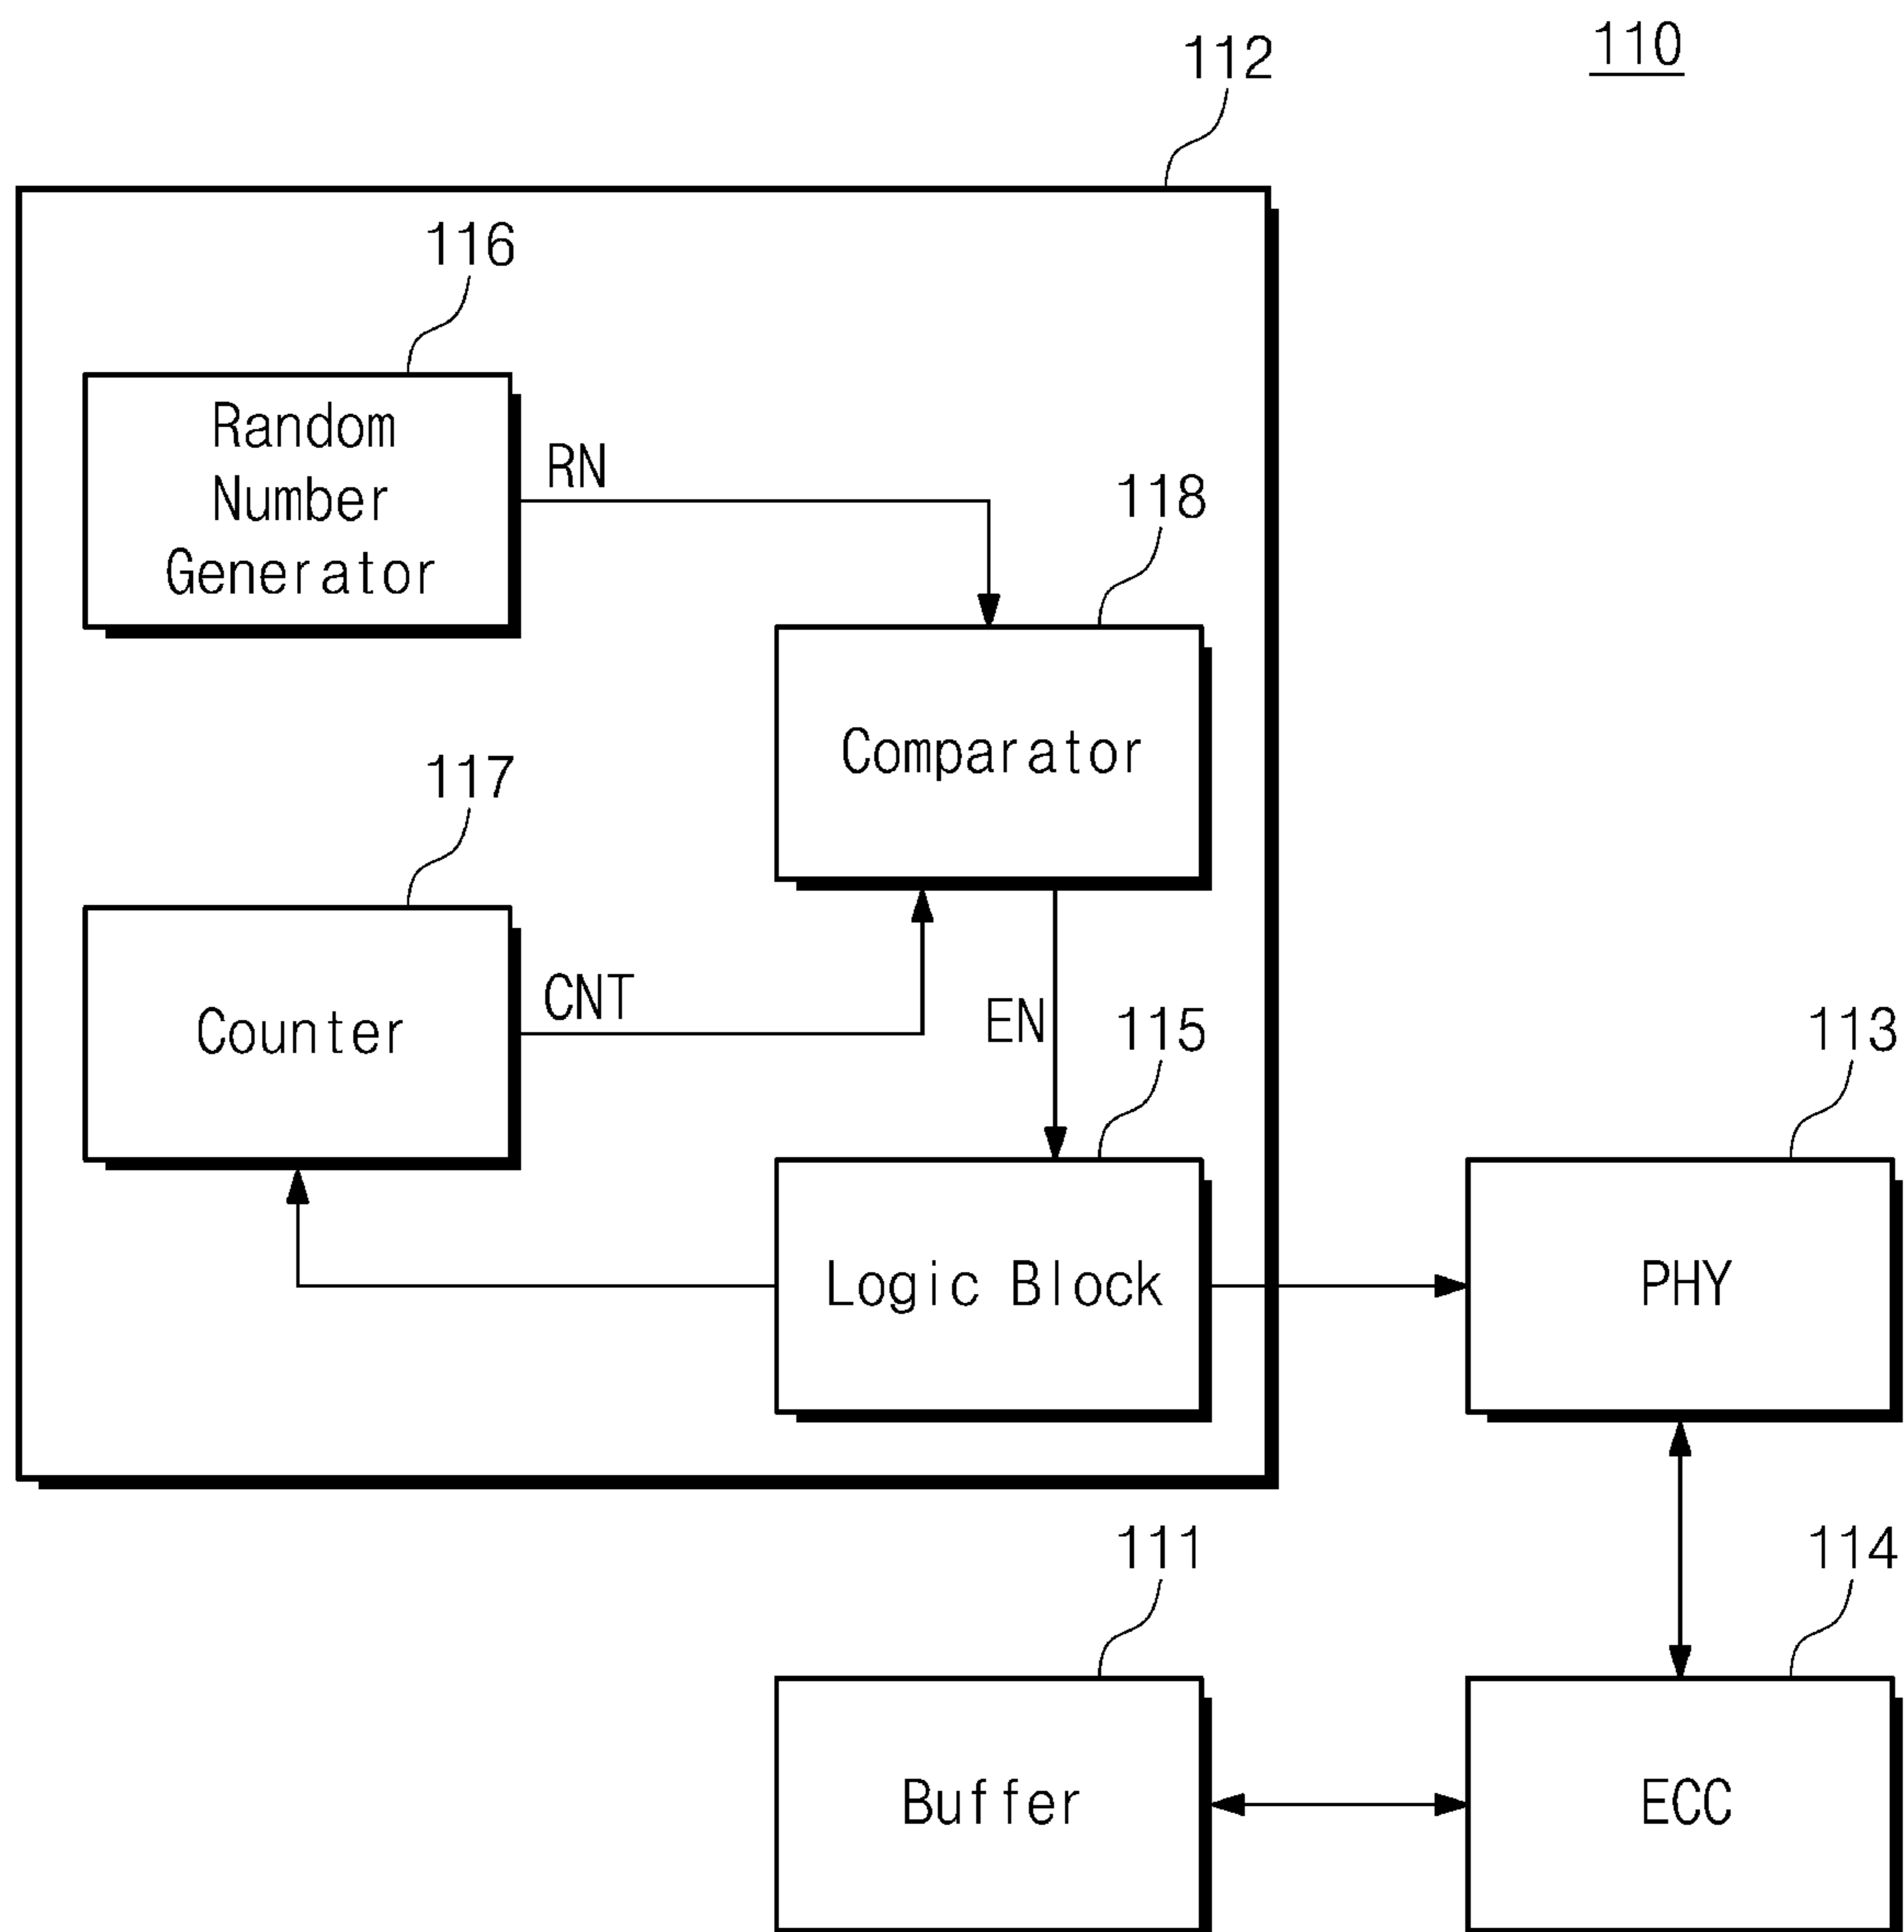 110
112
116
Random
Number
Generator
RN
118
Comparator
117
Counter
CNT
EN
115
Logic Block
113
PHY
111
Buffer
114
ECC